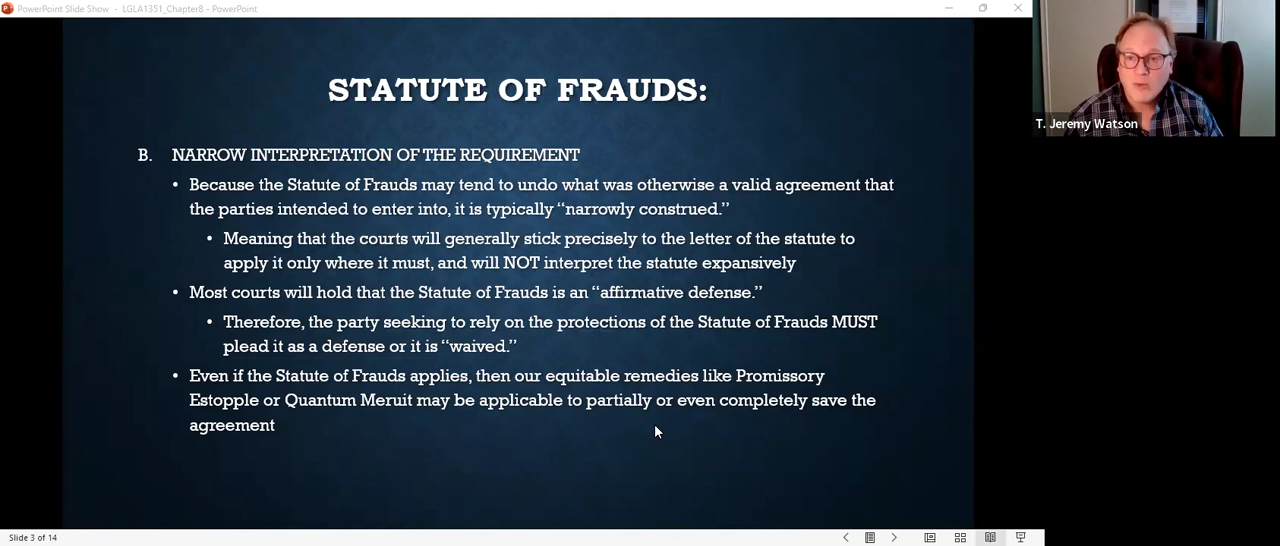 PowerPoint Slide Show - LGLA1351_Chapter8 - PowerPoint
T. Jeremy Watson
STATUTE OF FRAUDS:
B. NARROW INTERPRETATION OF THE REQUIREMENT
• Because the Statute of Frauds may tend to undo what was otherwise a valid agreement that
the parties intended to enter into, it is typically “narrowly construed.”
• Meaning that the courts will generally stick precisely to the letter of the statute to
apply it only where it must, and will NOT interpret the statute expansively
• Most courts will hold that the Statute of Frauds is an “affirmative defense.”
• Therefore, the party seeking to rely on the protections of the Statute of Frauds MUST
plead it as a defense or it is “waived.”
• Even if the Statute of Frauds applies, then our equitable remedies like Promissory
Estopple or Quantum Meruit may be applicable to partially or even completely save the
agreement
Slide 3 of 14